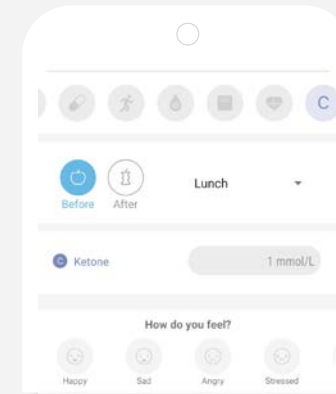 C
Lunch
Before After
C Ketone 1 mmol/L
How do you feel?
Happy Sad Angry Stressed